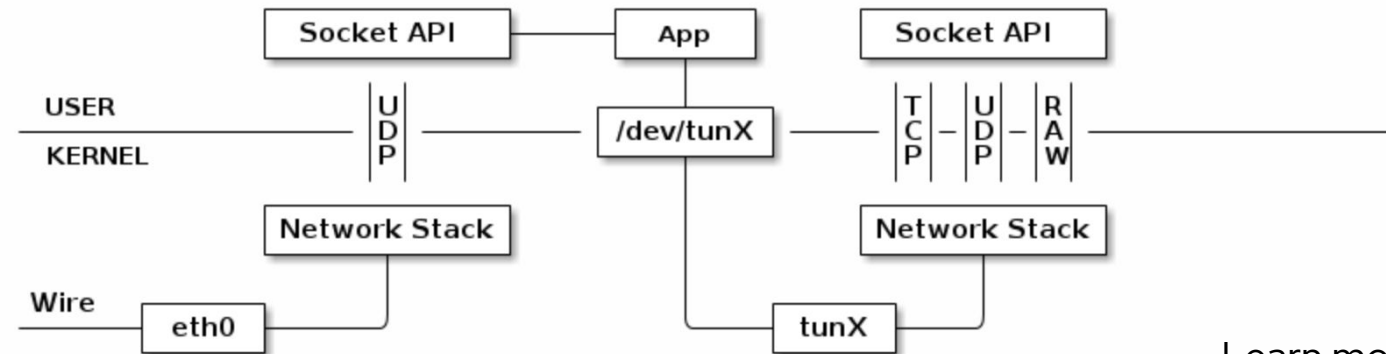 Socket API
App
Socket API
USER
UDP
/dev/tunX
TCP
UDP
RAW
KERNEL
Network Stack
Network Stack
Wire
eth0
tunX
Learn